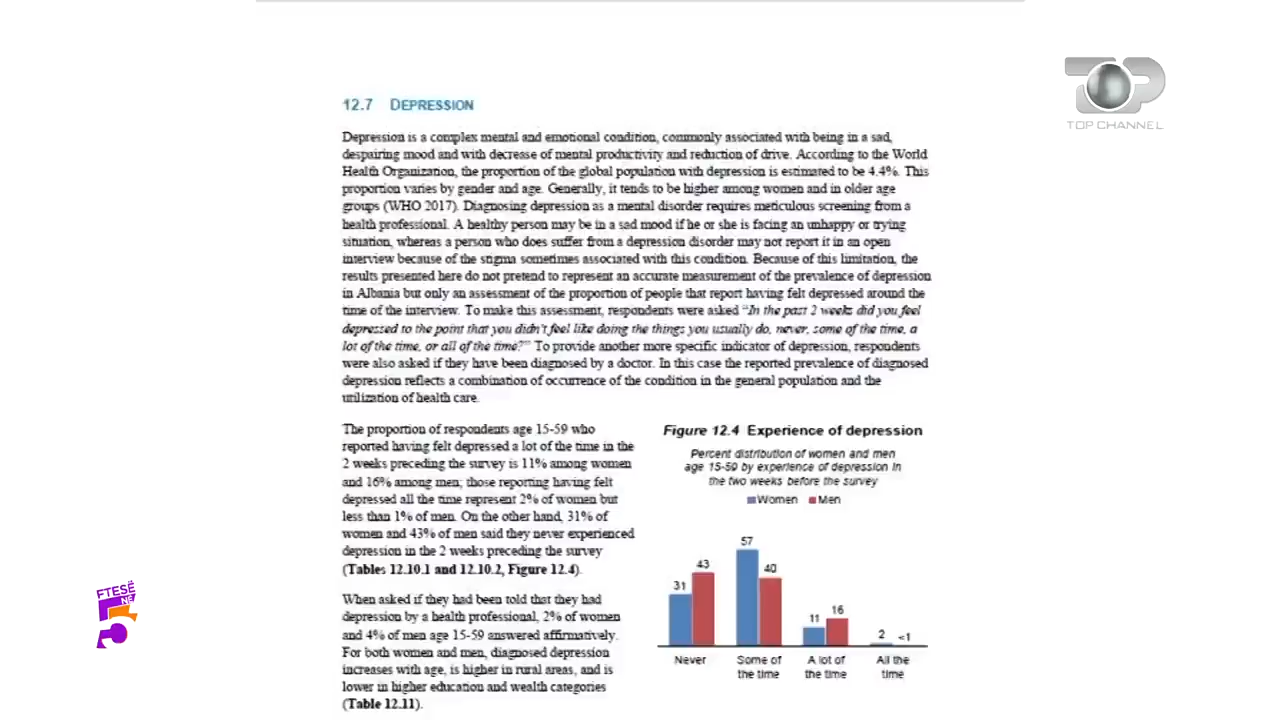 TOP CHANNEL
12.7 DEPRESSION
Depression is a complex mental and emotional condition, commonly associated with being in a sad,
despairing mood and with decrease of mental productivity and reduction of drive. According to the World
Health Organization, the proportion of the global population with depression is estimated to be 4.4%. This
proportion varies by gender and age. Generally, it tends to be higher among women and in older age
groups (WHO 2017). Diagnosing depression as a mental disorder requires meticulous screening from a
health professional. A healthy person may be in a sad mood if he or she is facing an unhappy or trying
situation, whereas a person who does suffer from a depression disorder may not report it in an open
interview because of the stigma sometimes associated with this condition. Because of this limitation, the
results presented here do not pretend to represent an accurate measurement of the prevalence of depression
in Albania but only an assessment of the proportion of people that report having felt depressed around the
time of the interview. To make this assessment, respondents were asked "In the past 2 weeks did you feel
depressed to the point that you didn't feel like doing the things you usually do, never, some of the time, a
lot of the time, or all of the time?" To provide another more specific indicator of depression, respondents
were also asked if they have been diagnosed by a doctor. In this case the reported prevalence of diagnosed
depression reflects a combination of occurrence of the condition in the general population and the
utilization of health care.
The proportion of respondents age 15-59 who
reported having felt depressed a lot of the time in the
2 weeks preceding the survey is 11% among women
and 16% among men; those reporting having felt
depressed all the time represent 2% of women but
less than 1% of men. On the other hand, 31% of
women and 43% of men said they never experienced
depression in the 2 weeks preceding the survey
(Tables 12.10.1 and 12.10.2, Figure 12.4).
When asked if they had been told that they had
depression by a health professional, 2% of women
and 4% of men age 15-59 answered affirmatively.
For both women and men, diagnosed depression
increases with age, is higher in rural areas, and is
lower in higher education and wealth categories
(Table 12.11).
Figure 12.4 Experience of depression
Percent distribution of women and men
age 15-59 by experience of depression in
the two weeks before the survey
Women Men
31 43 57 40 11 16 2 <1
Never Some of the time A lot of the time All the time
FTESË
NË
5